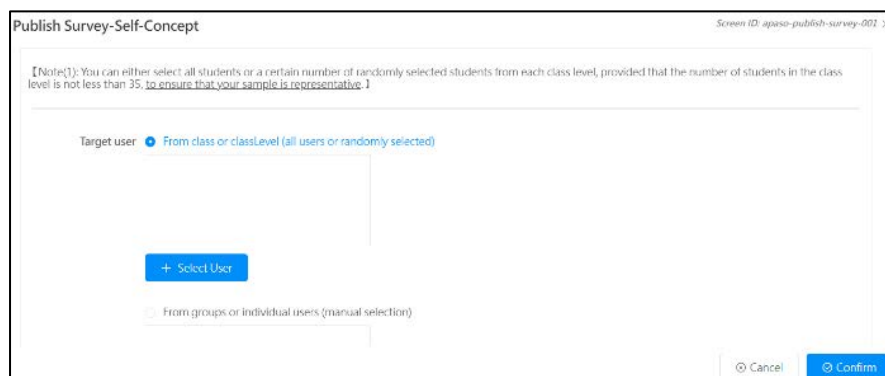 Publish Survey-Self-Concept
Screen ID: apaso-publish-survey-001
【Note(1): You can either select all students or a certain number of randomly selected students from each class level, provided that the number of students in the class
level is not less than 35, to ensure that your sample is representative.】
Target user
From class or classLevel (all users or randomly selected)
+ Select User
From groups or individual users (manual selection)
Cancel
Confirm